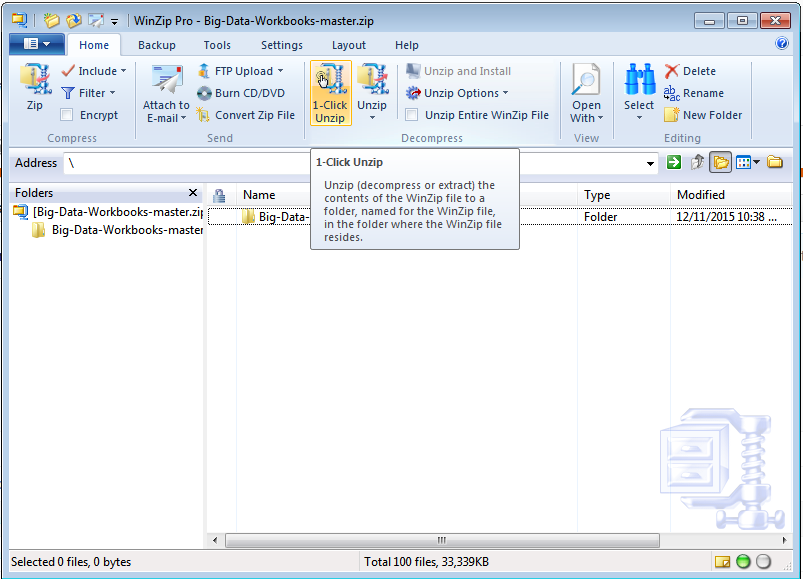 WinZip Pro - Big-Data-Workbooks-master.zip
Home Backup Tools Settings Layout Help
Zip
Include
Filter
Encrypt
Compress
Attach to
E-mail
FTP Upload
Burn CD/DVD
Convert Zip File
Send
1-Click
Unzip
Unzip
Unzip and Install
Unzip Options
Unzip Entire WinZip File
Decompress
Open
With
View
Select
Delete
Rename
New Folder
Editing
Address \
Folders
[Big-Data-Workbooks-master.zip
Big-Data-Workbooks-master
Name Type Modified
Big-Data- Folder 12/11/2015 10:38 ...
1-Click Unzip
Unzip (decompress or extract) the
contents of the WinZip file to a
folder, named for the WinZip file,
in the folder where the WinZip file
resides.
Selected 0 files, 0 bytes Total 100 files, 33,339KB